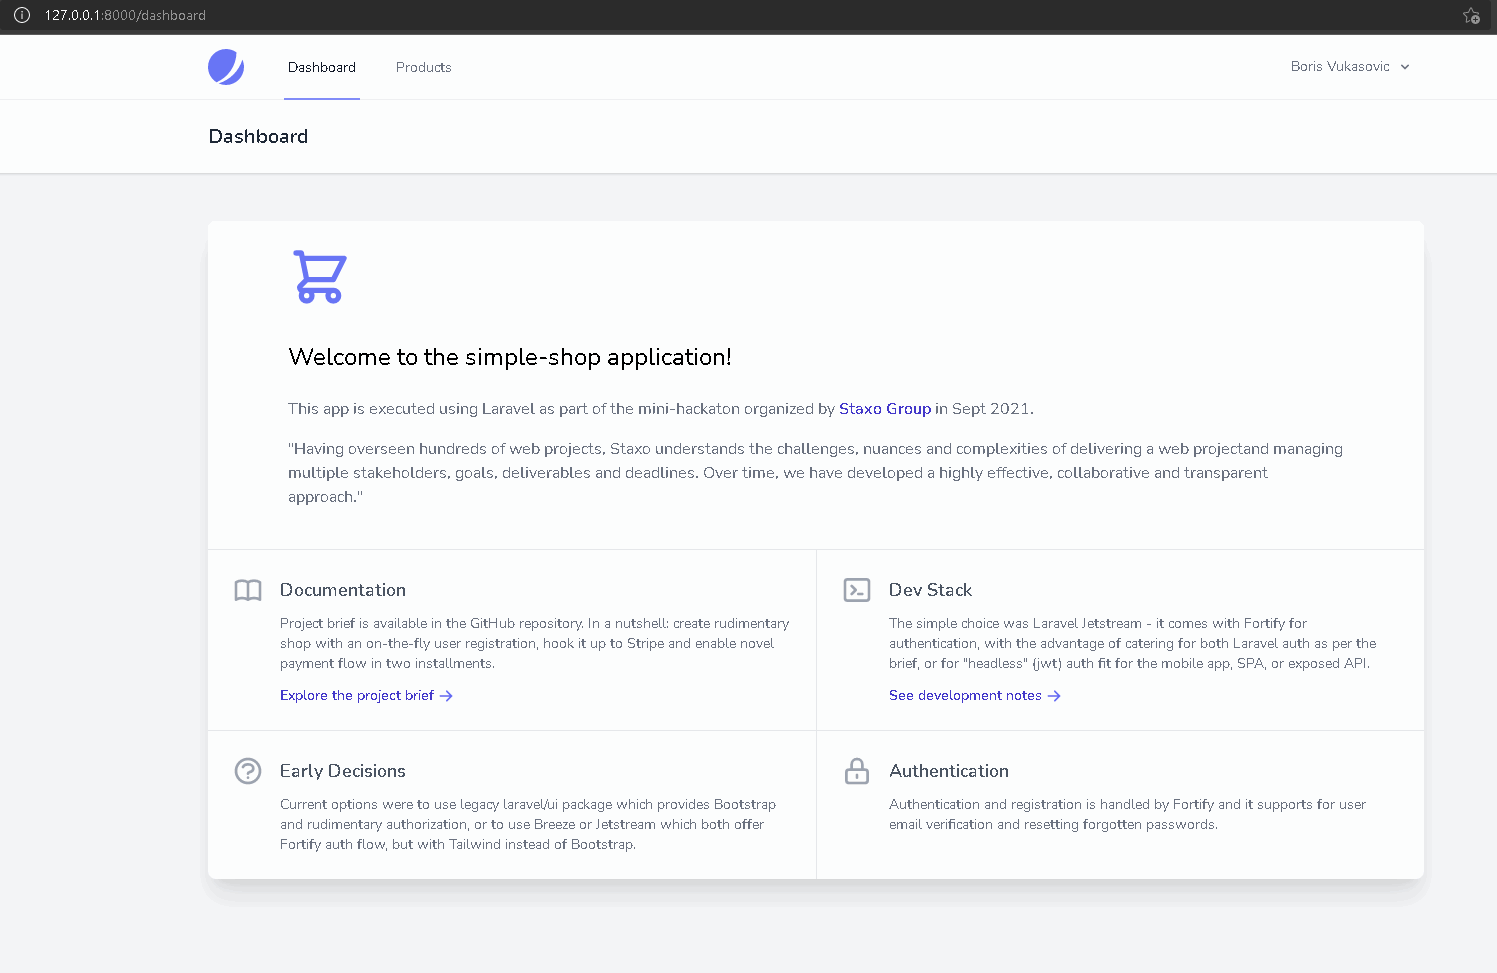 127.0.0.1:8000/dashboard
Dashboard
Products
Boris Vukasovic
Dashboard
Welcome to the simple-shop application!
This app is executed using Laravel as part of the mini-hackaton organized by Staxo Group in Sept 2021.
"Having overseen hundreds of web projects, Staxo understands the challenges, nuances and complexities of delivering a web projectand managing
multiple stakeholders, goals, deliverables and deadlines. Over time, we have developed a highly effective, collaborative and transparent
approach."
Documentation
Project brief is available in the GitHub repository. In a nutshell: create rudimentary
shop with an on-the-fly user registration, hook it up to Stripe and enable novel
payment flow in two installments.
Explore the project brief
Dev Stack
The simple choice was Laravel Jetstream - it comes with Fortify for
authentication, with the advantage of catering for both Laravel auth as per the
brief, or for "headless" (jwt) auth fit for the mobile app, SPA, or exposed API.
See development notes
Early Decisions
Current options were to use legacy laravel/ui package which provides Bootstrap
and rudimentary authorization, or to use Breeze or Jetstream which both offer
Fortify auth flow, but with Tailwind instead of Bootstrap.
Authentication
Authentication and registration is handled by Fortify and it supports for user
email verification and resetting forgotten passwords.